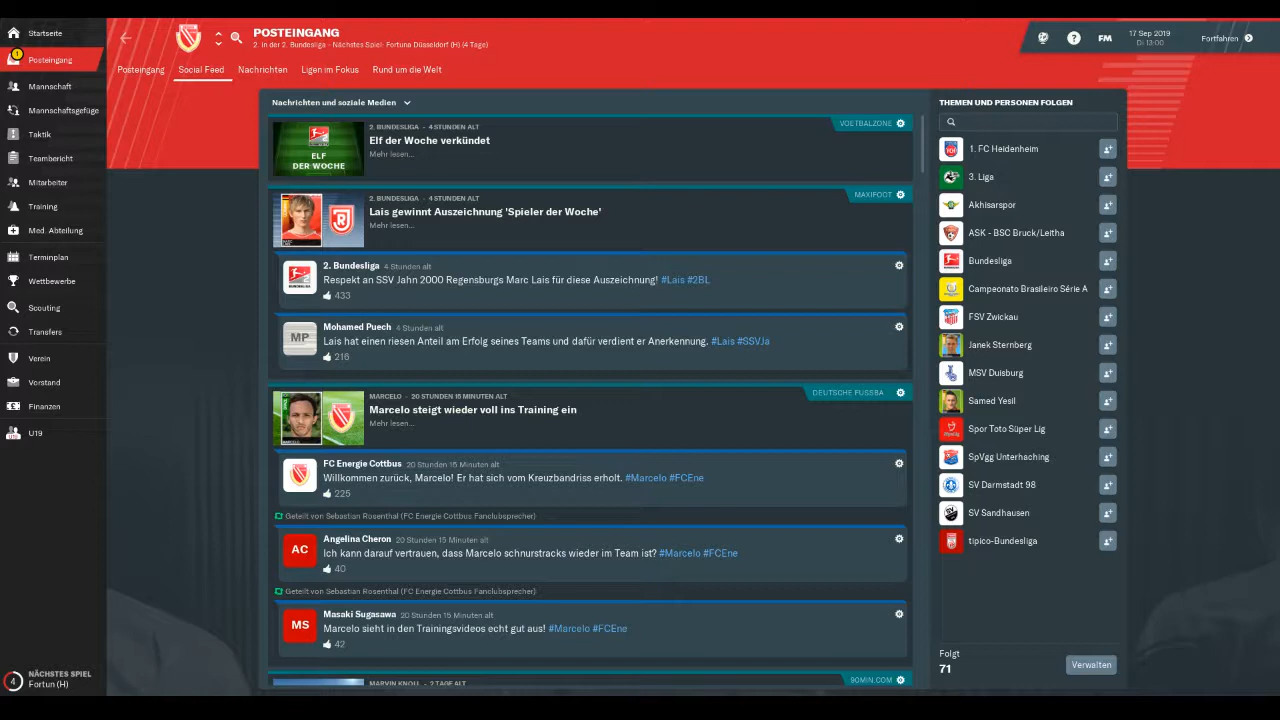 Startseite
1
Posteingang
Mannschaft
Mannschaftsgefüge
Taktik
Teambericht
Mitarbeiter
Training
Med. Abteilung
Terminplan
Wettbewerbe
Scouting
Transfers
Verein
Vorstand
Finanzen
U19
4
NÄCHSTES SPIEL
Fortun (H)
POSTEINGANG
2. in der 2. Bundesliga - Nächstes Spiel: Fortuna Düsseldorf (H) (4 Tage)
?
FM
17 Sep 2019
Di 13:00
Fortfahren
Posteingang
Social Feed
Nachrichten
Ligen im Fokus
Rund um die Welt
Nachrichten und soziale Medien
VOETBALZONE
2. BUNDESLIGA - 4 STUNDEN ALT
Elf der Woche verkündet
Mehr lesen...
ELF
DER WOCHE
MAXIFOOT
2. BUNDESLIGA - 4 STUNDEN ALT
Lais gewinnt Auszeichnung 'Spieler der Woche'
Mehr lesen...
2. Bundesliga 4 Stunden alt
Respekt an SSV Jahn 2000 Regensburgs Marc Lais für diese Auszeichnung! #Lais #2BL
433
MP
Mohamed Puech 4 Stunden alt
Lais hat einen riesen Anteil am Erfolg seines Teams und dafür verdient er Anerkennung. #Lais #SSVJa
216
DEUTSCHE FUSSBA
MARCELO - 20 STUNDEN 15 MINUTEN ALT
Marcelo steigt wieder voll ins Training ein
Mehr lesen...
FC Energie Cottbus 20 Stunden 15 Minuten alt
Willkommen zurück, Marcelo! Er hat sich vom Kreuzbandriss erholt. #Marcelo #FCEne
225
Geteilt von Sebastian Rosenthal (FC Energie Cottbus Fanclubsprecher)
AC
Angelina Cheron 20 Stunden 15 Minuten alt
Ich kann darauf vertrauen, dass Marcelo schnurstracks wieder im Team ist? #Marcelo #FCEne
40
Geteilt von Sebastian Rosenthal (FC Energie Cottbus Fanclubsprecher)
MS
Masaki Sugasawa 20 Stunden 15 Minuten alt
Marcelo sieht in den Trainingsvideos echt gut aus! #Marcelo #FCEne
42
90MIN.COM
MARVIN KNOLL - 2 TAGE ALT
THEMEN UND PERSONEN FOLGEN
1. FC Heidenheim
3. Liga
Akhisarspor
ASK - BSC Bruck/Leitha
Bundesliga
Campeonato Brasileiro Série A
FSV Zwickau
Janek Sternberg
MSV Duisburg
Samed Yesil
Spor Toto Süper Lig
SpVgg Unterhaching
SV Darmstadt 98
SV Sandhausen
tipico-Bundesliga
Folgt
71
Verwalten